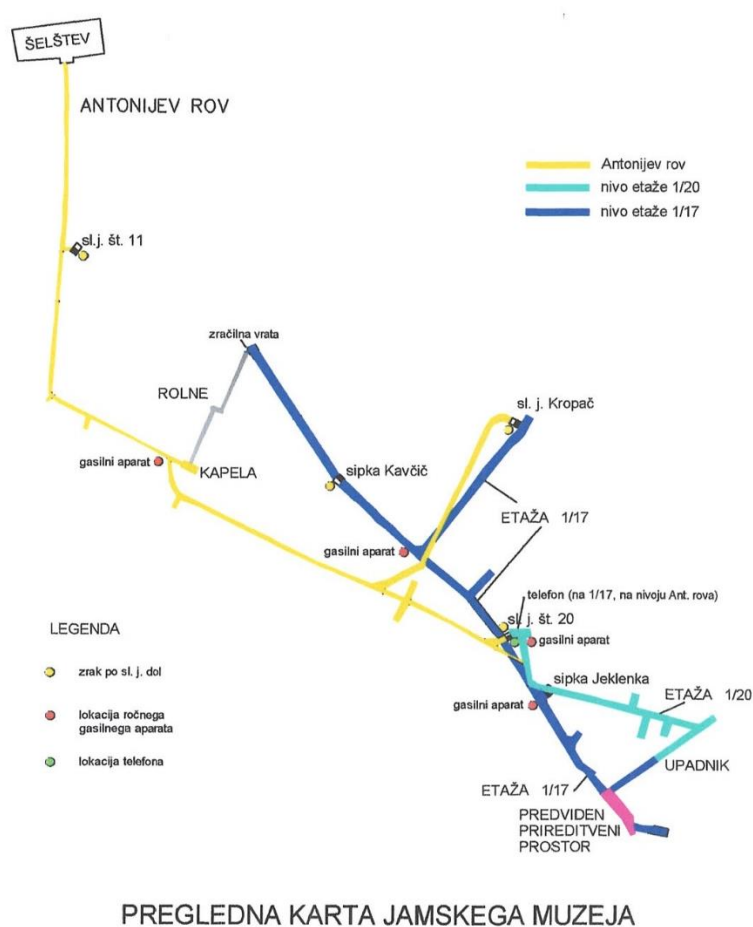 ŠELŠTEV
ANTONIJEV ROV
Antonijev rov
nivo etaže 1/20
nivo etaže 1/17
sl.j. št. 11
zračilna vrata
ROLNE
sl. j. Kropač
gasilni aparat
KAPELA
sipka Kavčič
ETAŽA 1/17
gasilni aparat
telefon (na 1/17, na nivoju Ant. rova)
sl. j. št. 20
gasilni aparat
LEGENDA
zrak po sl. j. dol
lokacija ročnega
gasilnega aparata
lokacija telefona
sipka Jeklenka
gasilni aparat
ETAŽA 1/20
UPADNIK
ETAŽA 1/17
PREDVIDEN
PRIREDITVENI
PROSTOR
PREGLEDNA KARTA JAMSKEGA MUZEJA